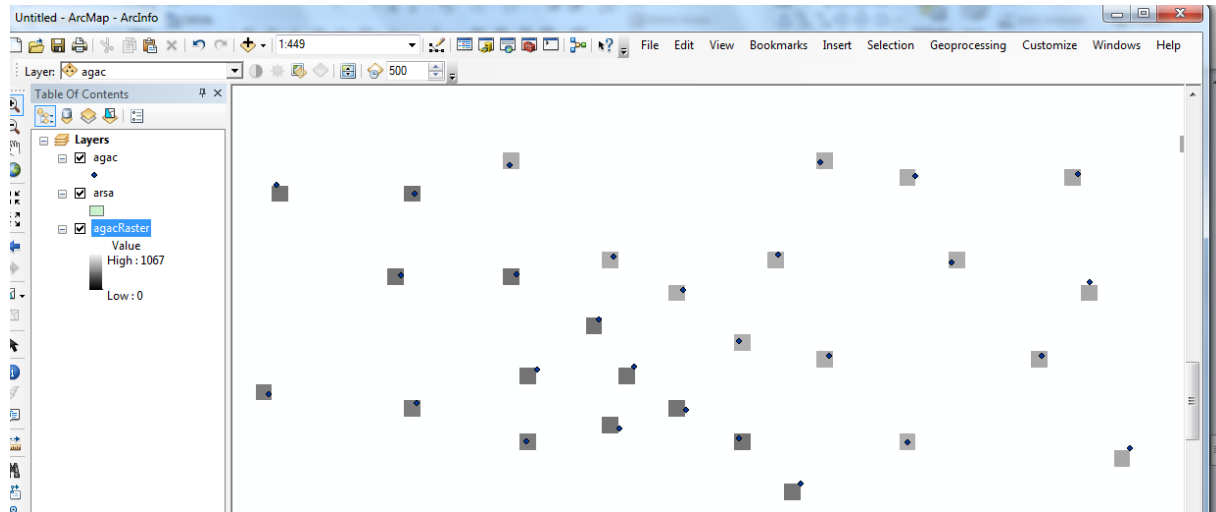 Untitled - ArcMap - ArcInfo
1:449
File Edit View Bookmarks Insert Selection Geoprocessing Customize Windows Help
Layer: agac
500
Table Of Contents
Layers
agac
arsa
agacRaster
Value
High : 1067
Low : 0